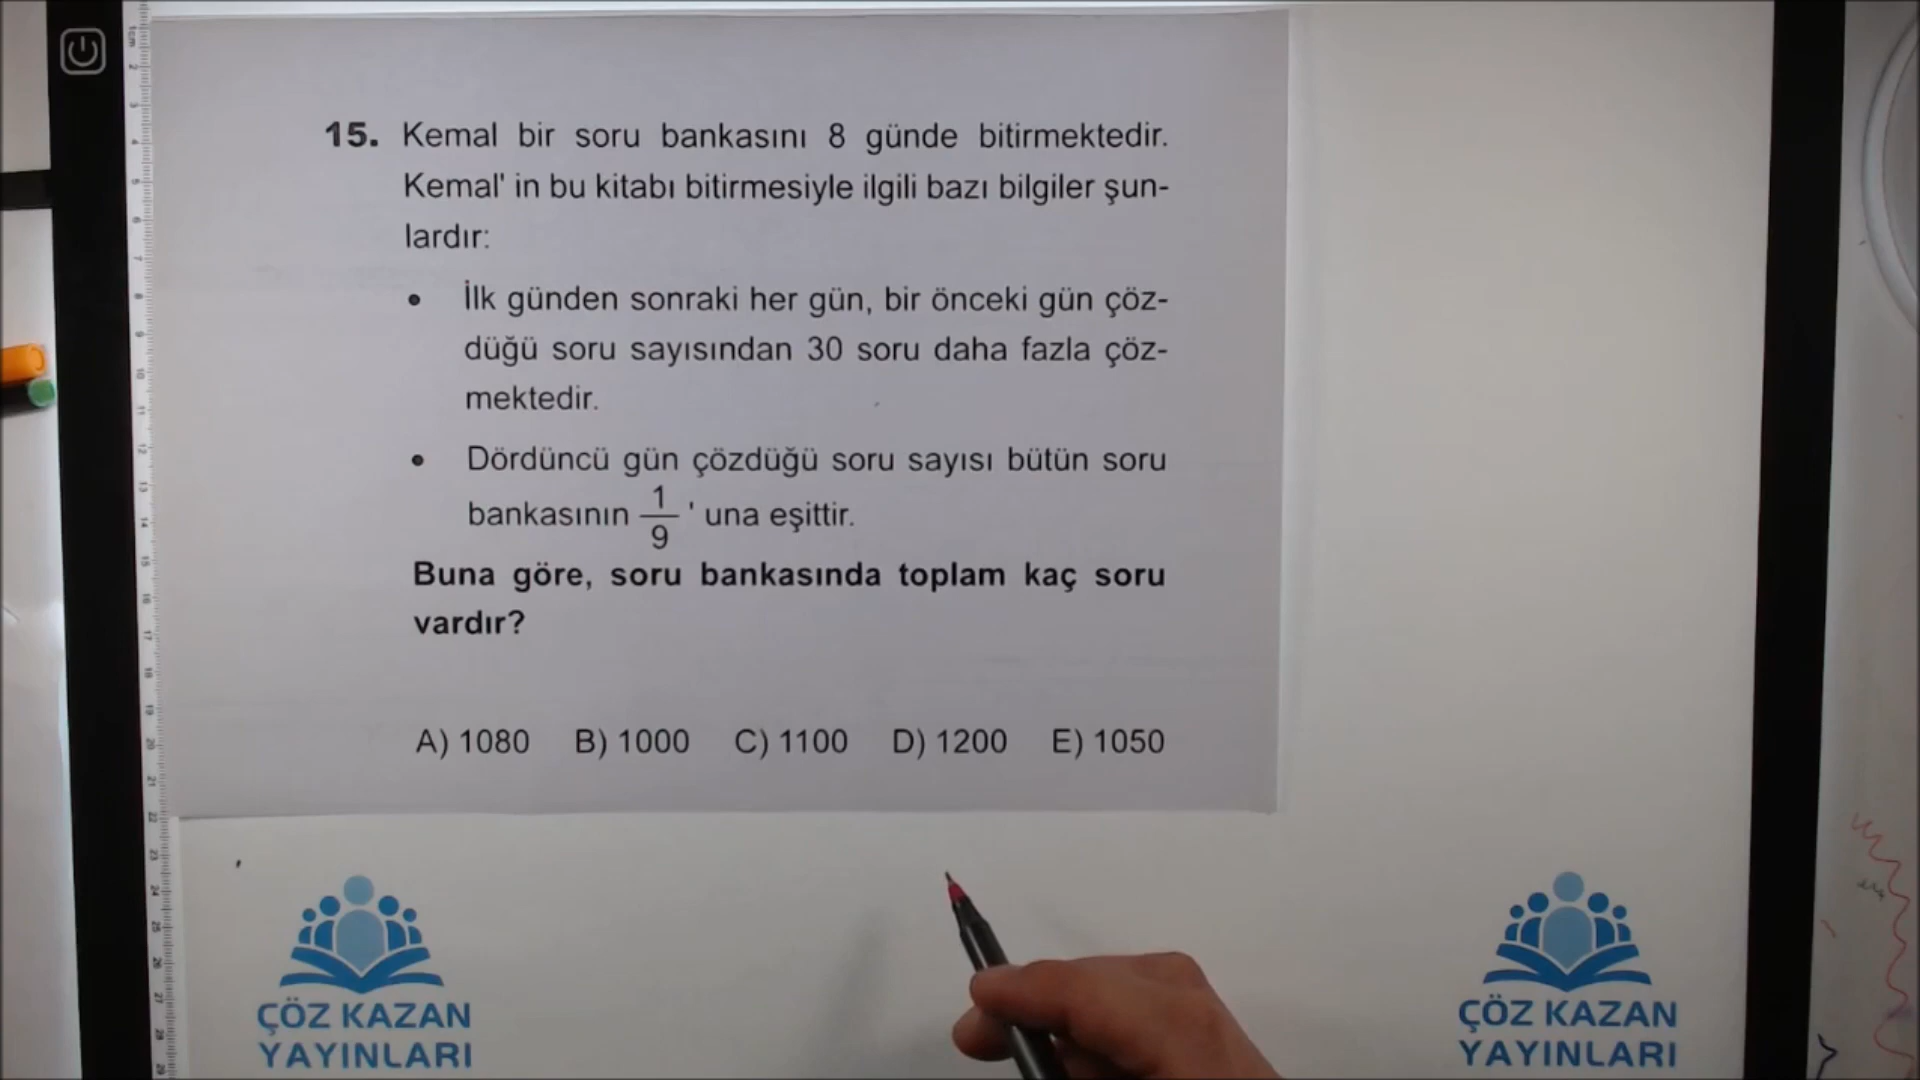 15. Kemal bir soru bankasını 8 günde bitirmektedir.
Kemal' in bu kitabı bitirmesiyle ilgili bazı bilgiler şun-
lardır:
• İlk günden sonraki her gün, bir önceki gün çöz-
düğü soru sayısından 30 soru daha fazla çöz-
mektedir.
• Dördüncü gün çözdüğü soru sayısı bütün soru
bankasının 1/9 ' una eşittir.
Buna göre, soru bankasında toplam kaç soru
vardır?
A) 1080 B) 1000 C) 1100 D) 1200 E) 1050
ÇÖZ KAZAN
YAYINLARI
ÇÖZ KAZAN
YAYINLARI